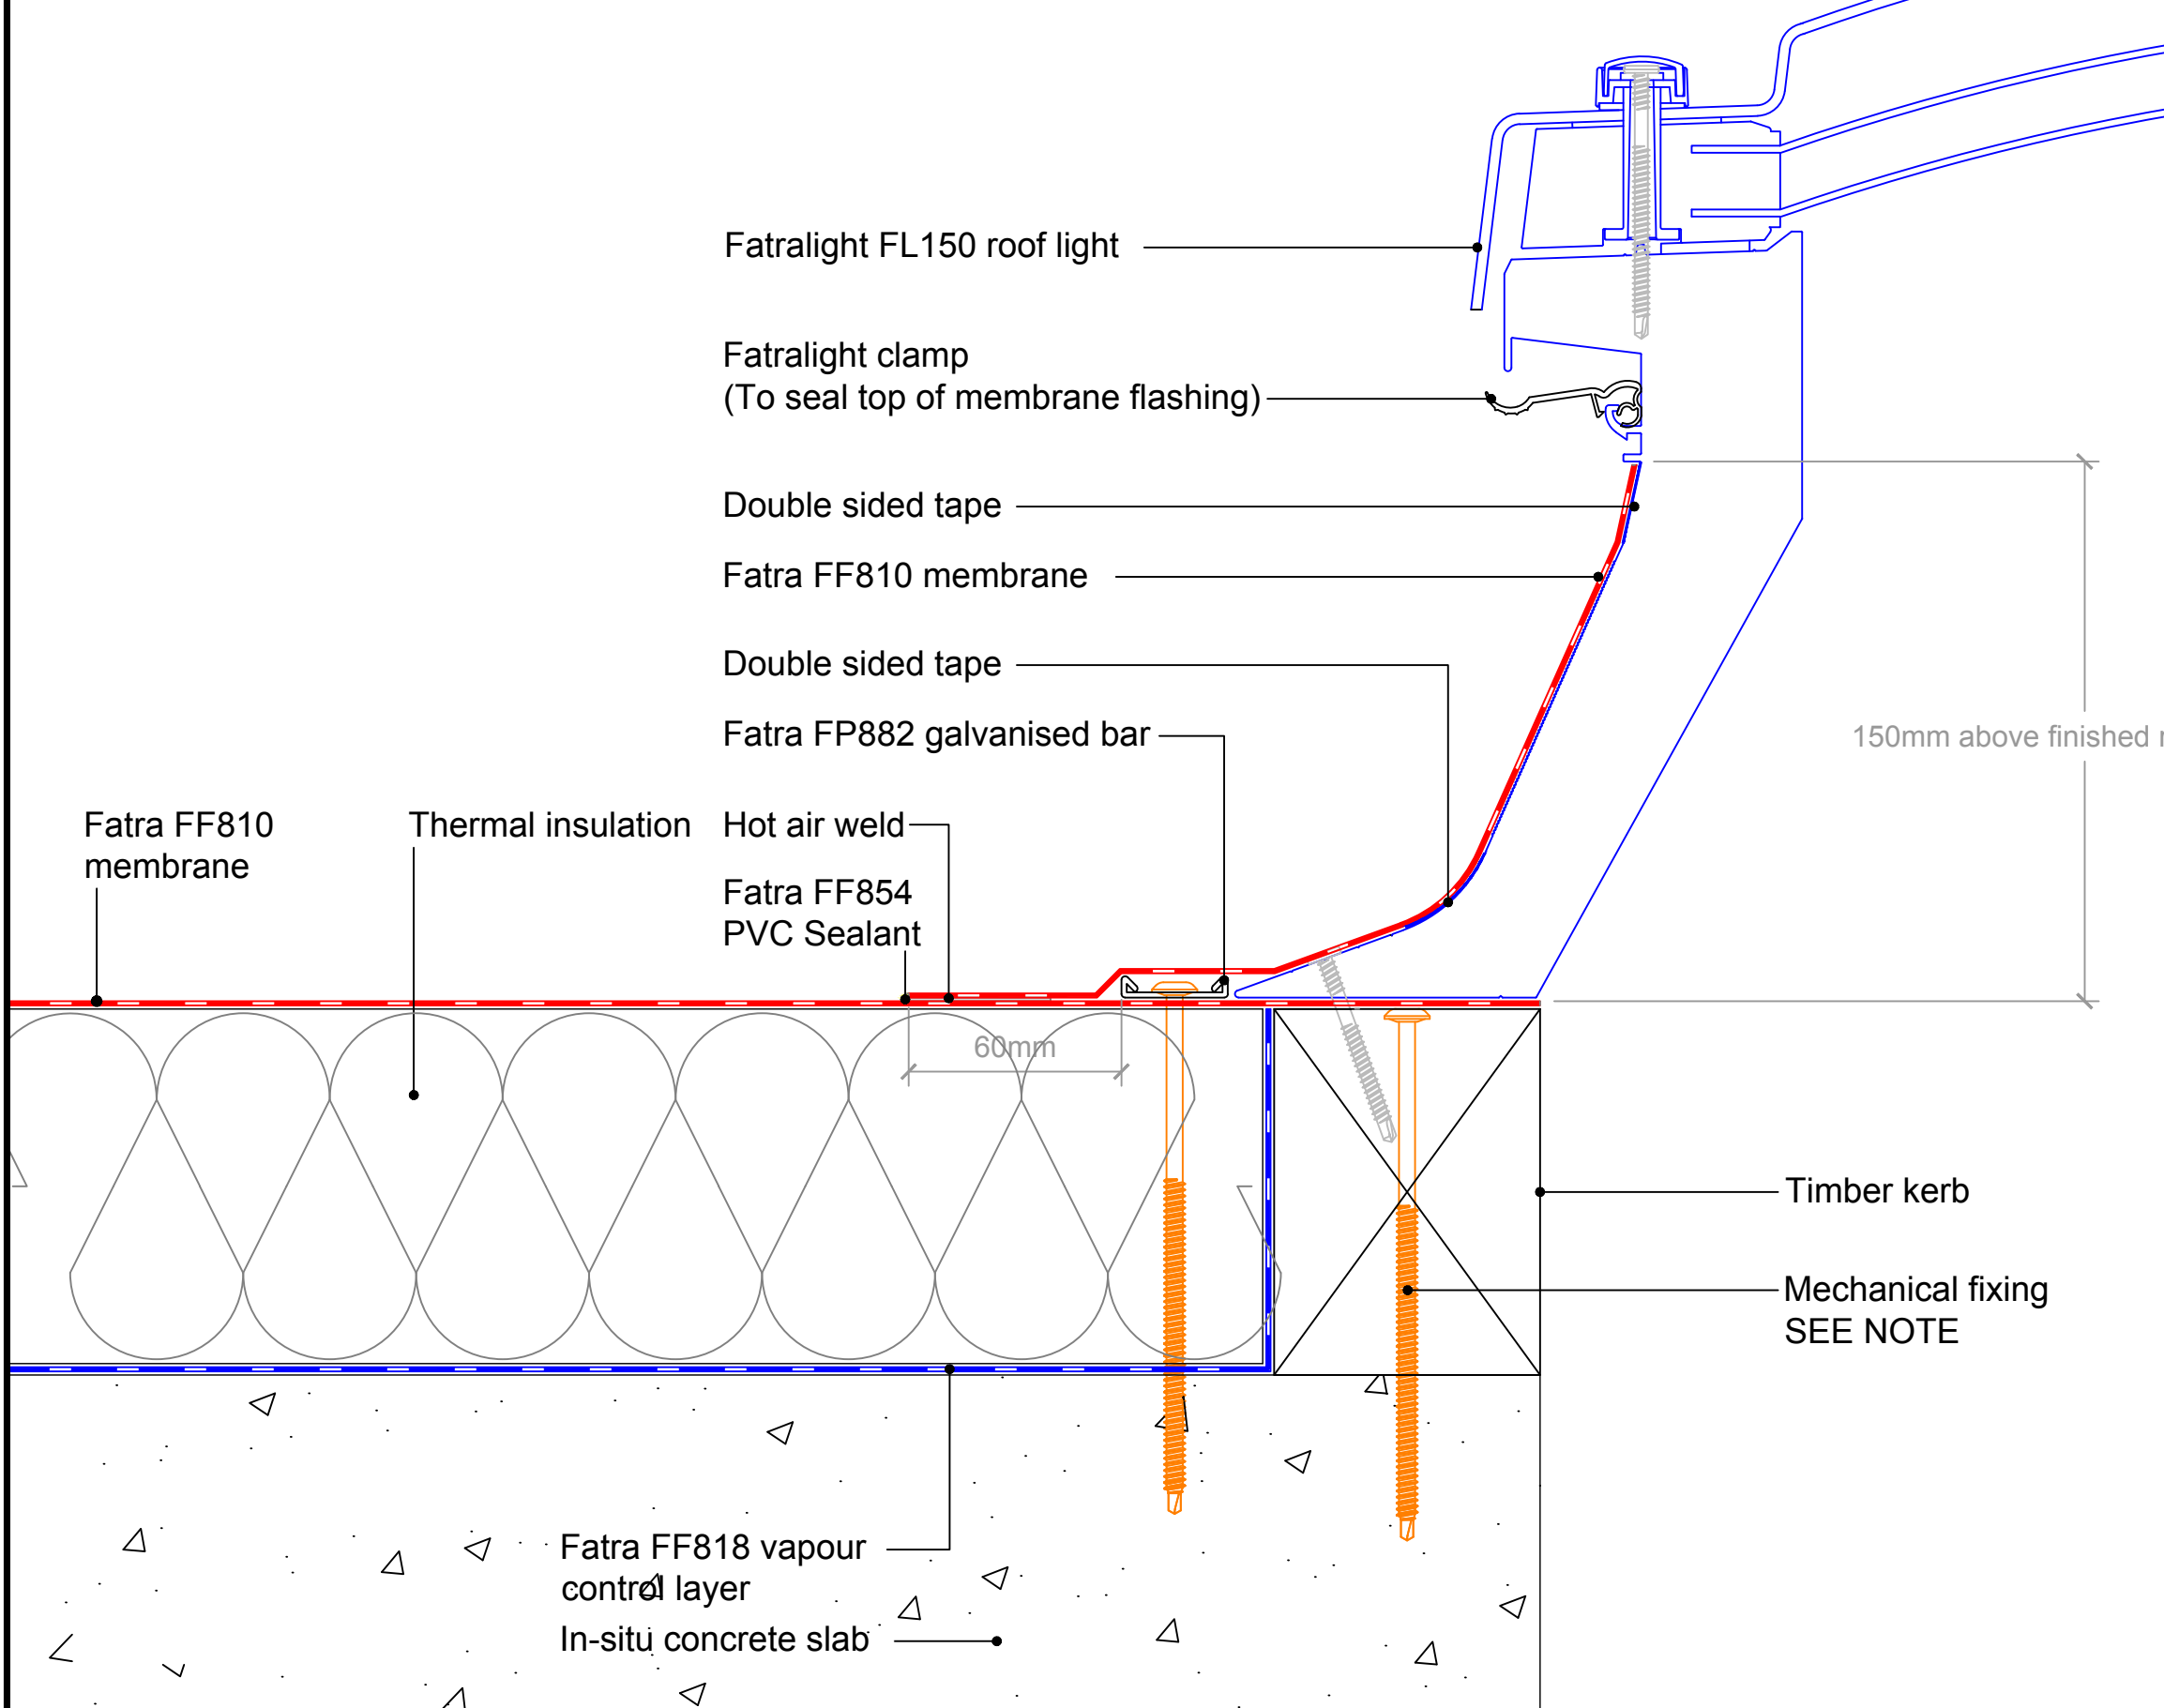 Fatralight FL150 roof light
Fatralight clamp
(To seal top of membrane flashing)
Double sided tape
Fatra FF810 membrane
Double sided tape
Fatra FP882 galvanised bar
150mm above finished
Fatra FF810
membrane
Thermal insulation
Hot air weld
Fatra FF854
PVC Sealant
60mm
Timber kerb
Mechanical fixing
SEE NOTE
Fatra FF818 vapour
control layer
In-situ concrete slab